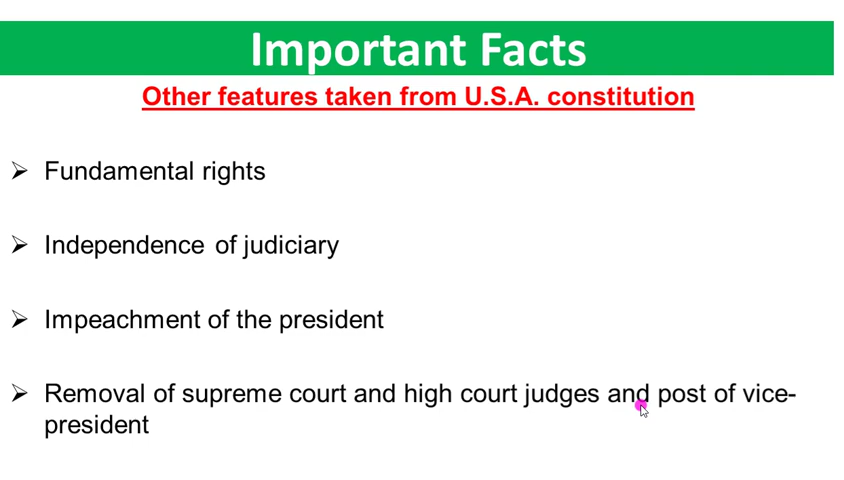 Important Facts
Other features taken from U.S.A. constitution
➢ Fundamental rights
➢ Independence of judiciary
➢ Impeachment of the president
➢ Removal of supreme court and high court judges and post of vice-
president